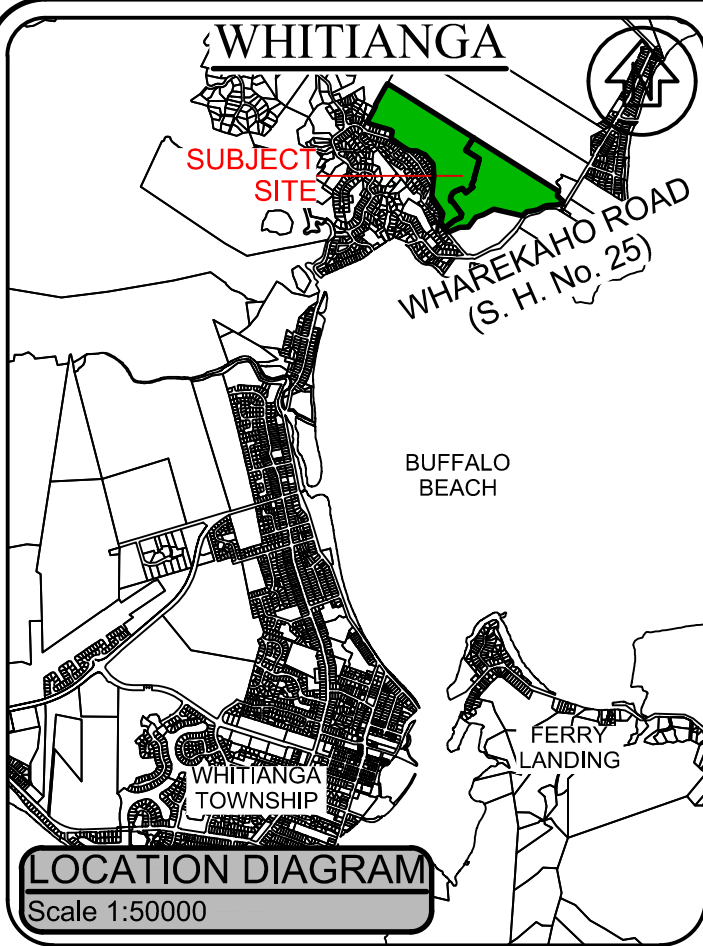 WHITIANGA
SUBJECT
SITE
WHAREKAHO ROAD
(S. H. No. 25)
BUFFALO
BEACH
FERRY
LANDING
WHITIANGA
TOWNSHIP
LOCATION DIAGRAM
Scale 1:50000